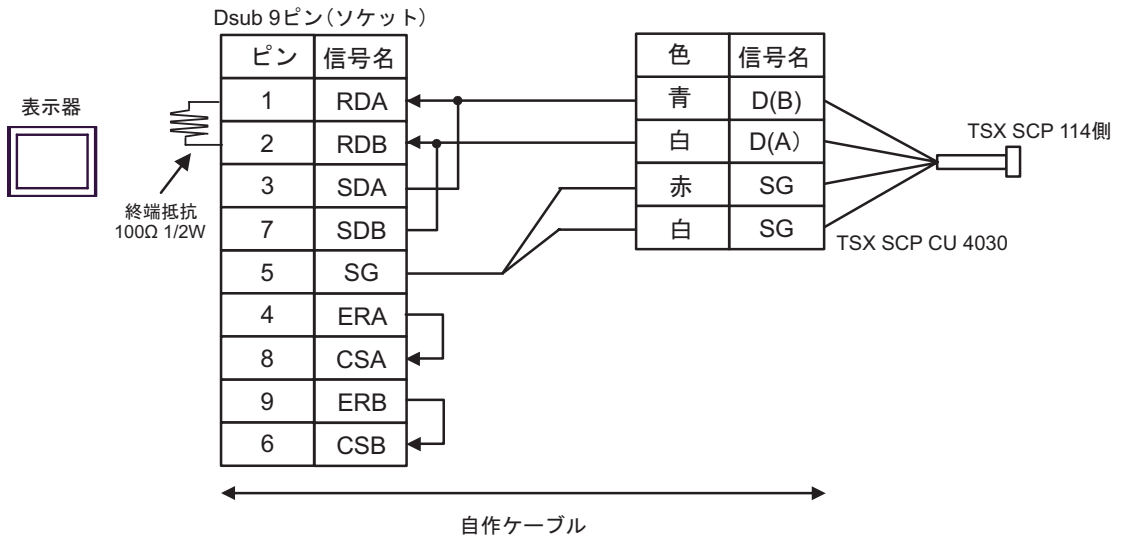 Dsub 9ピン（ソケット）
ピン 信号名
1 RDA
2 RDB
3 SDA
7 SDB
5 SG
4 ERA
8 CSA
9 ERB
6 CSB
表示器
終端抵抗
100Ω 1/2W
色 信号名
青 D(B)
白 D(A）
赤 SG
白 SG
TSX SCP 114側
TSX SCP CU 4030
自作ケーブル